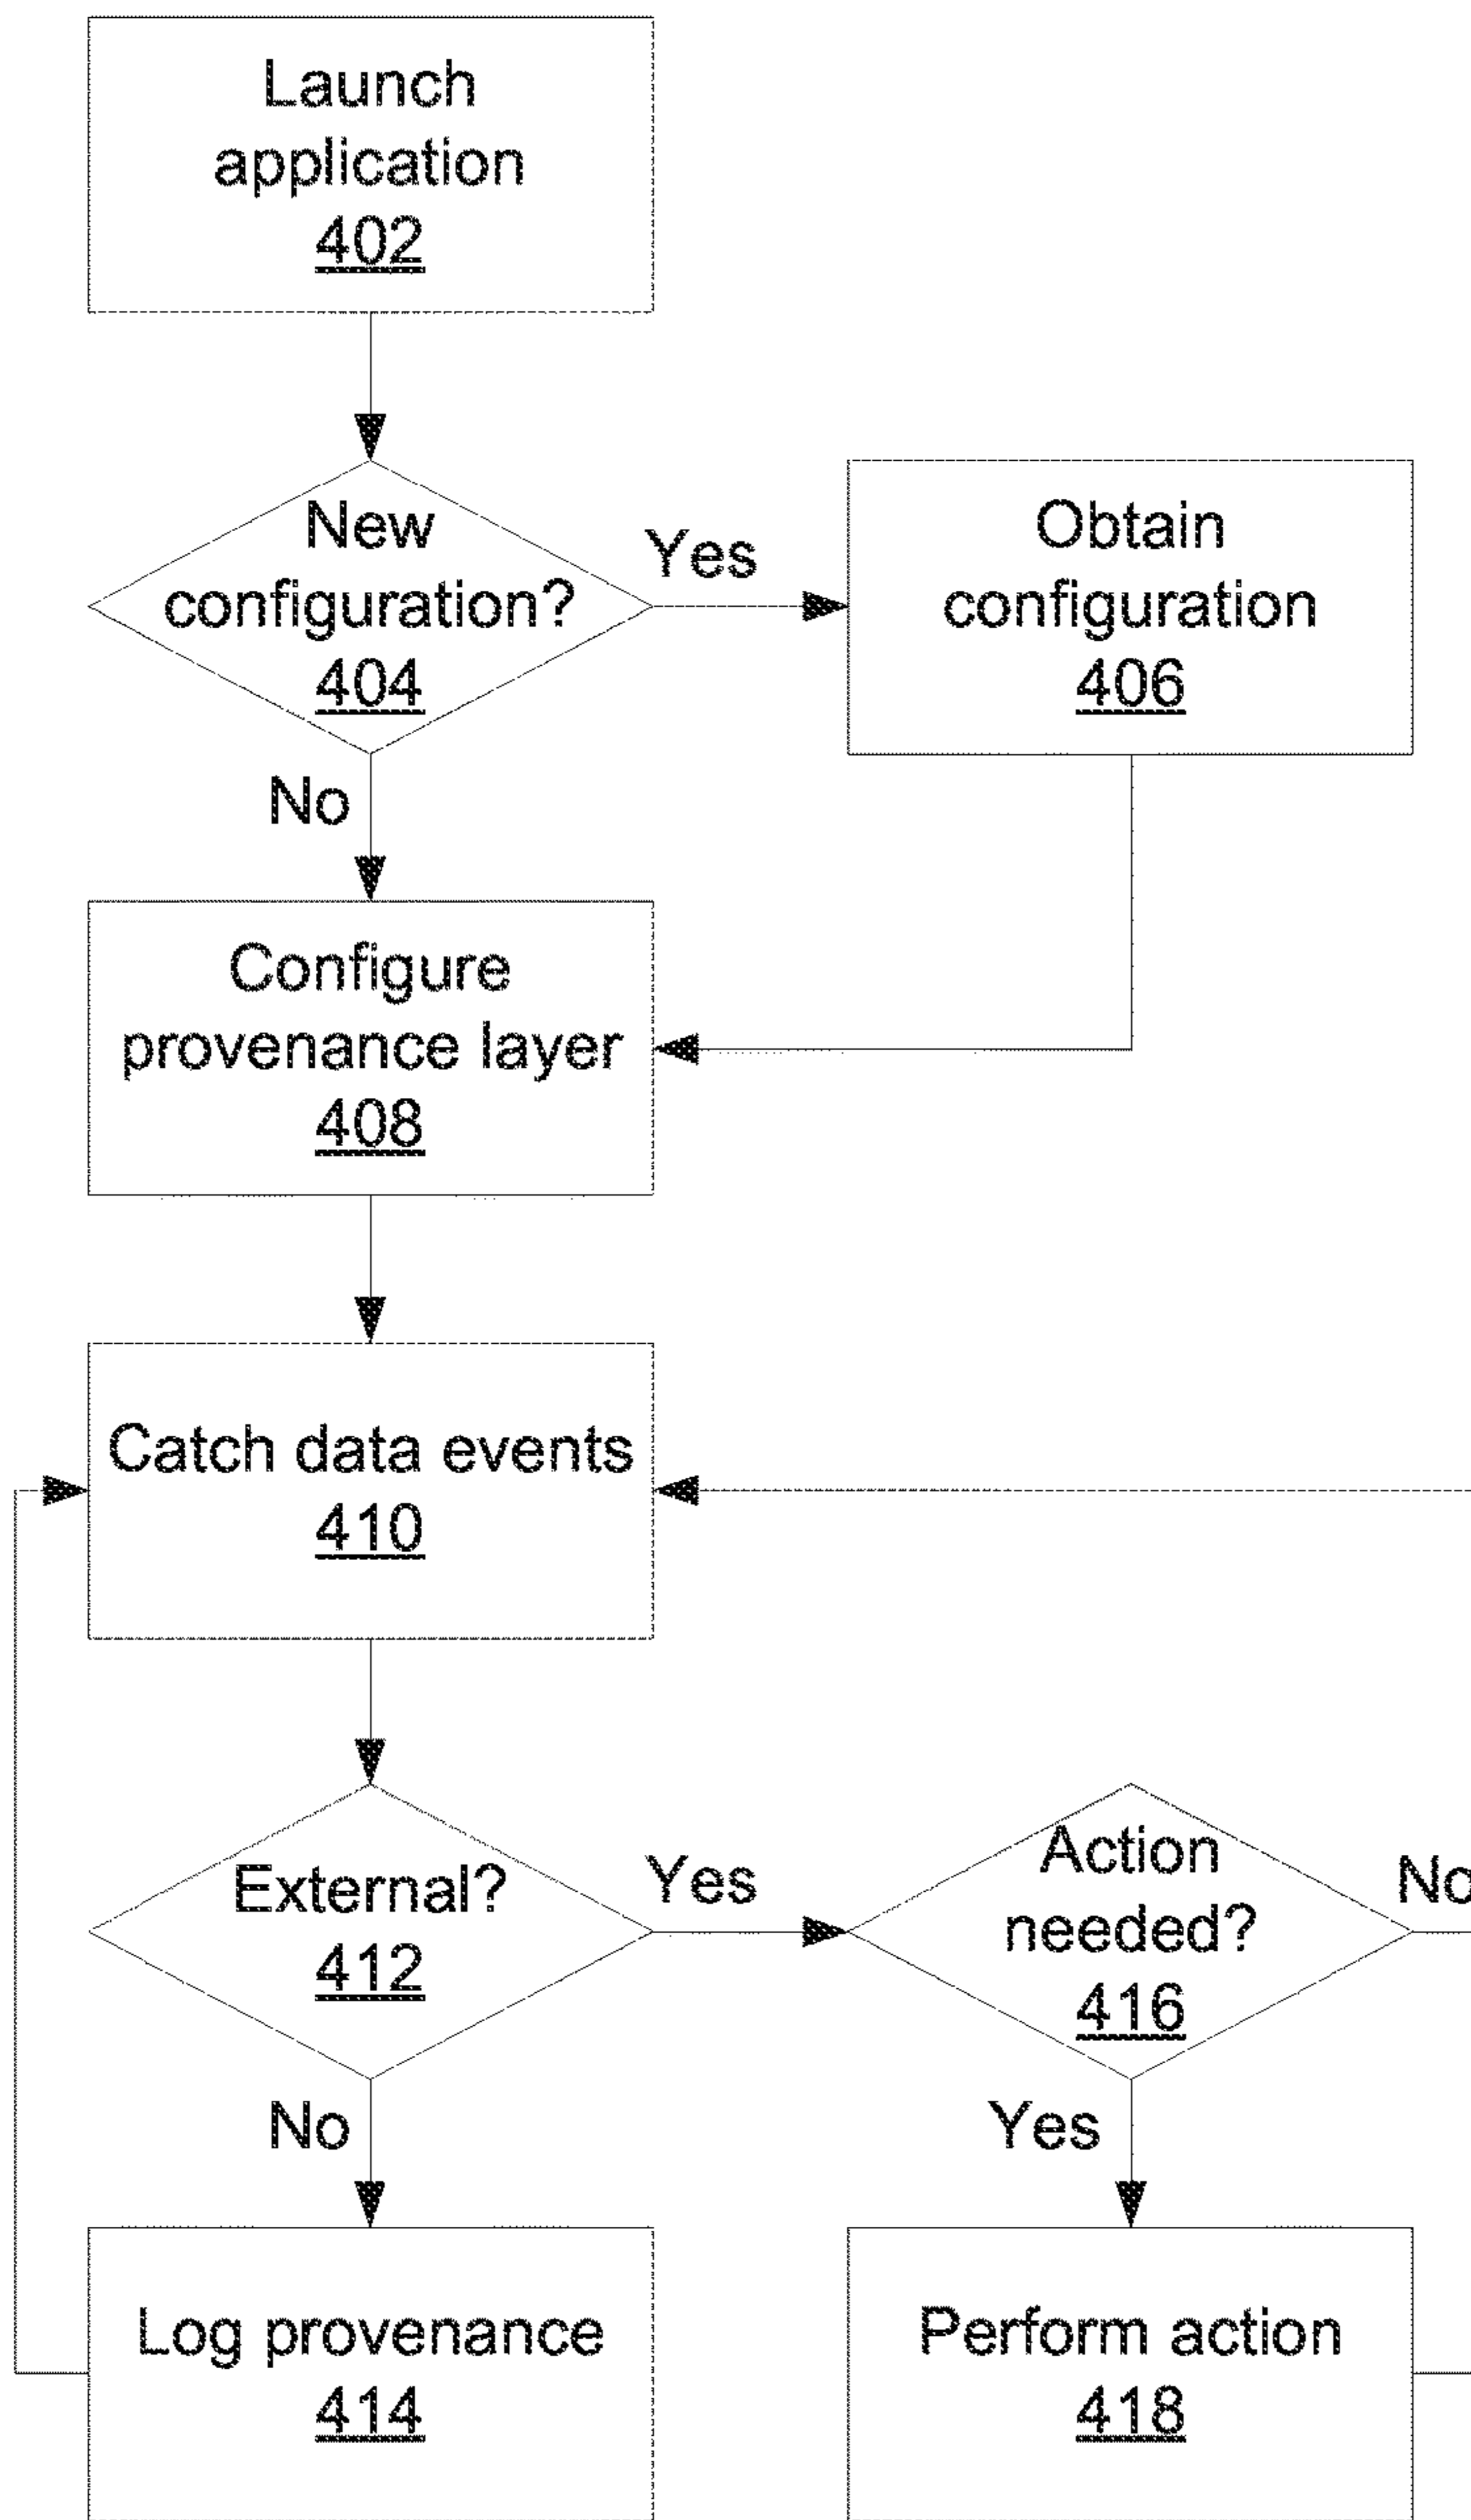 Launch
application
402
New
configuration?
404
Yes
Obtain
configuration
406
No
Configure
provenance layer
408
Catch data events
410
External?
412
Yes
Action
needed?
416
No
No
Yes
Log provenance
414
Perform action
418